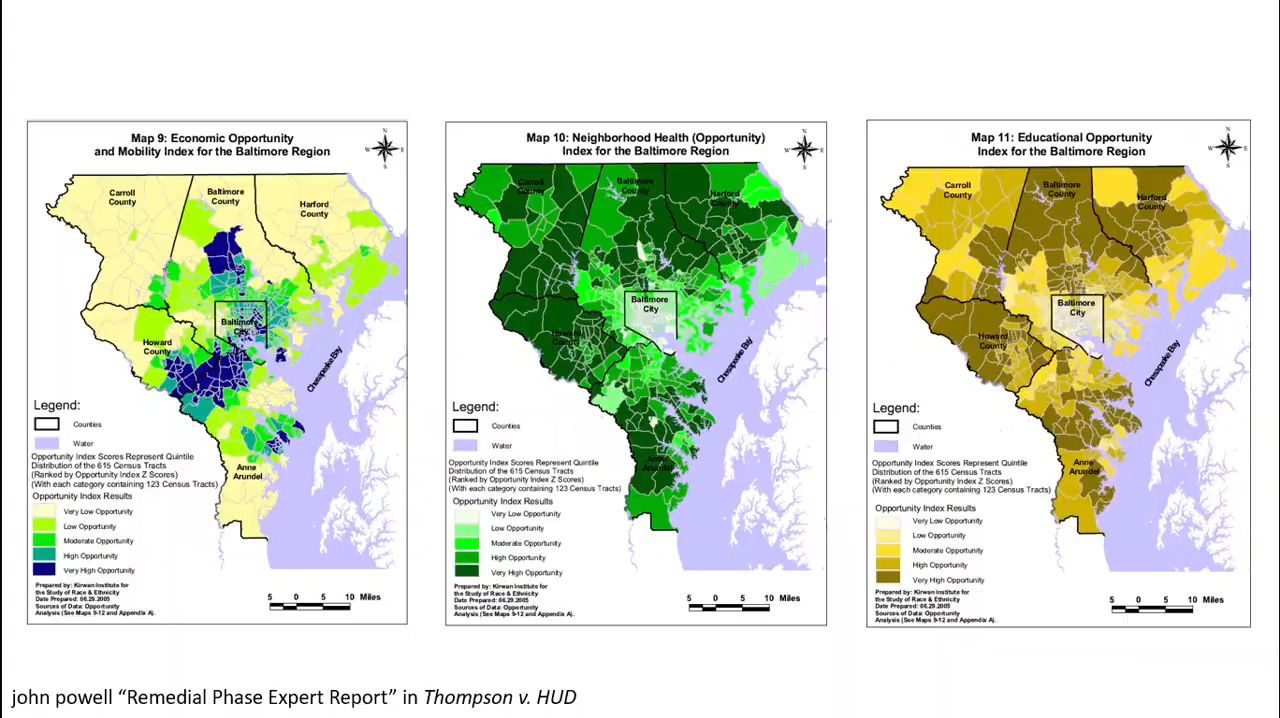 Map 9: Economic Opportunity
and Mobility Index for the Baltimore Region
N
W
E
S
Carroll
County
Baltimore
County
Harford
County
Baltimore
City
Howard
County
Chesapeake Bay
Anne
Arundel
Legend:
Counties
Water
Opportunity Index Scores Represent Quintile
Distribution of the 615 Census Tracts
(Ranked by Opportunity Index Z Scores)
(With each category containing 123 Census Tracts)
Opportunity Index Results
Very Low Opportunity
Low Opportunity
Moderate Opportunity
High Opportunity
Very High Opportunity
Prepared by: Kirwan Institute for
the Study of Race & Ethnicity
Date Prepared: 06.29.2005
Sources of Data: Opportunity
Analysis (See Maps 9-12 and Appendix A).
5 0 5 10 Miles
Map 10: Neighborhood Health (Opportunity)
Index for the Baltimore Region
N
W
E
S
Carroll
County
Baltimore
County
Harford
County
Baltimore
City
Howard
County
Chesapeake Bay
Anne
Arundel
Legend:
Counties
Water
Opportunity Index Scores Represent Quintile
Distribution of the 615 Census Tracts
(Ranked by Opportunity Index Z Scores)
(With each category containing 123 Census Tracts)
Opportunity Index Results
Very Low Opportunity
Low Opportunity
Moderate Opportunity
High Opportunity
Very High Opportunity
Prepared by: Kirwan Institute for
the Study of Race & Ethnicity
Date Prepared: 06.29.2005
Sources of Data: Opportunity
Analysis (See Maps 9-12 and Appendix A).
5 0 5 10 Miles
Map 11: Educational Opportunity
Index for the Baltimore Region
N
W
E
S
Carroll
County
Baltimore
County
Harford
County
Baltimore
City
Howard
County
Chesapeake Bay
Anne
Arundel
Legend:
Counties
Water
Opportunity Index Scores Represent Quintile
Distribution of the 615 Census Tracts
(Ranked by Opportunity Index Z Scores)
(With each category containing 123 Census Tracts)
Opportunity Index Results
Very Low Opportunity
Low Opportunity
Moderate Opportunity
High Opportunity
Very High Opportunity
Prepared by: Kirwan Institute for
the Study of Race & Ethnicity
Date Prepared: 06.29.2005
Sources of Data: Opportunity
Analysis (See Maps 9-12 and Appendix A).
5 0 5 10 Miles
john powell “Remedial Phase Expert Report” in Thompson v. HUD